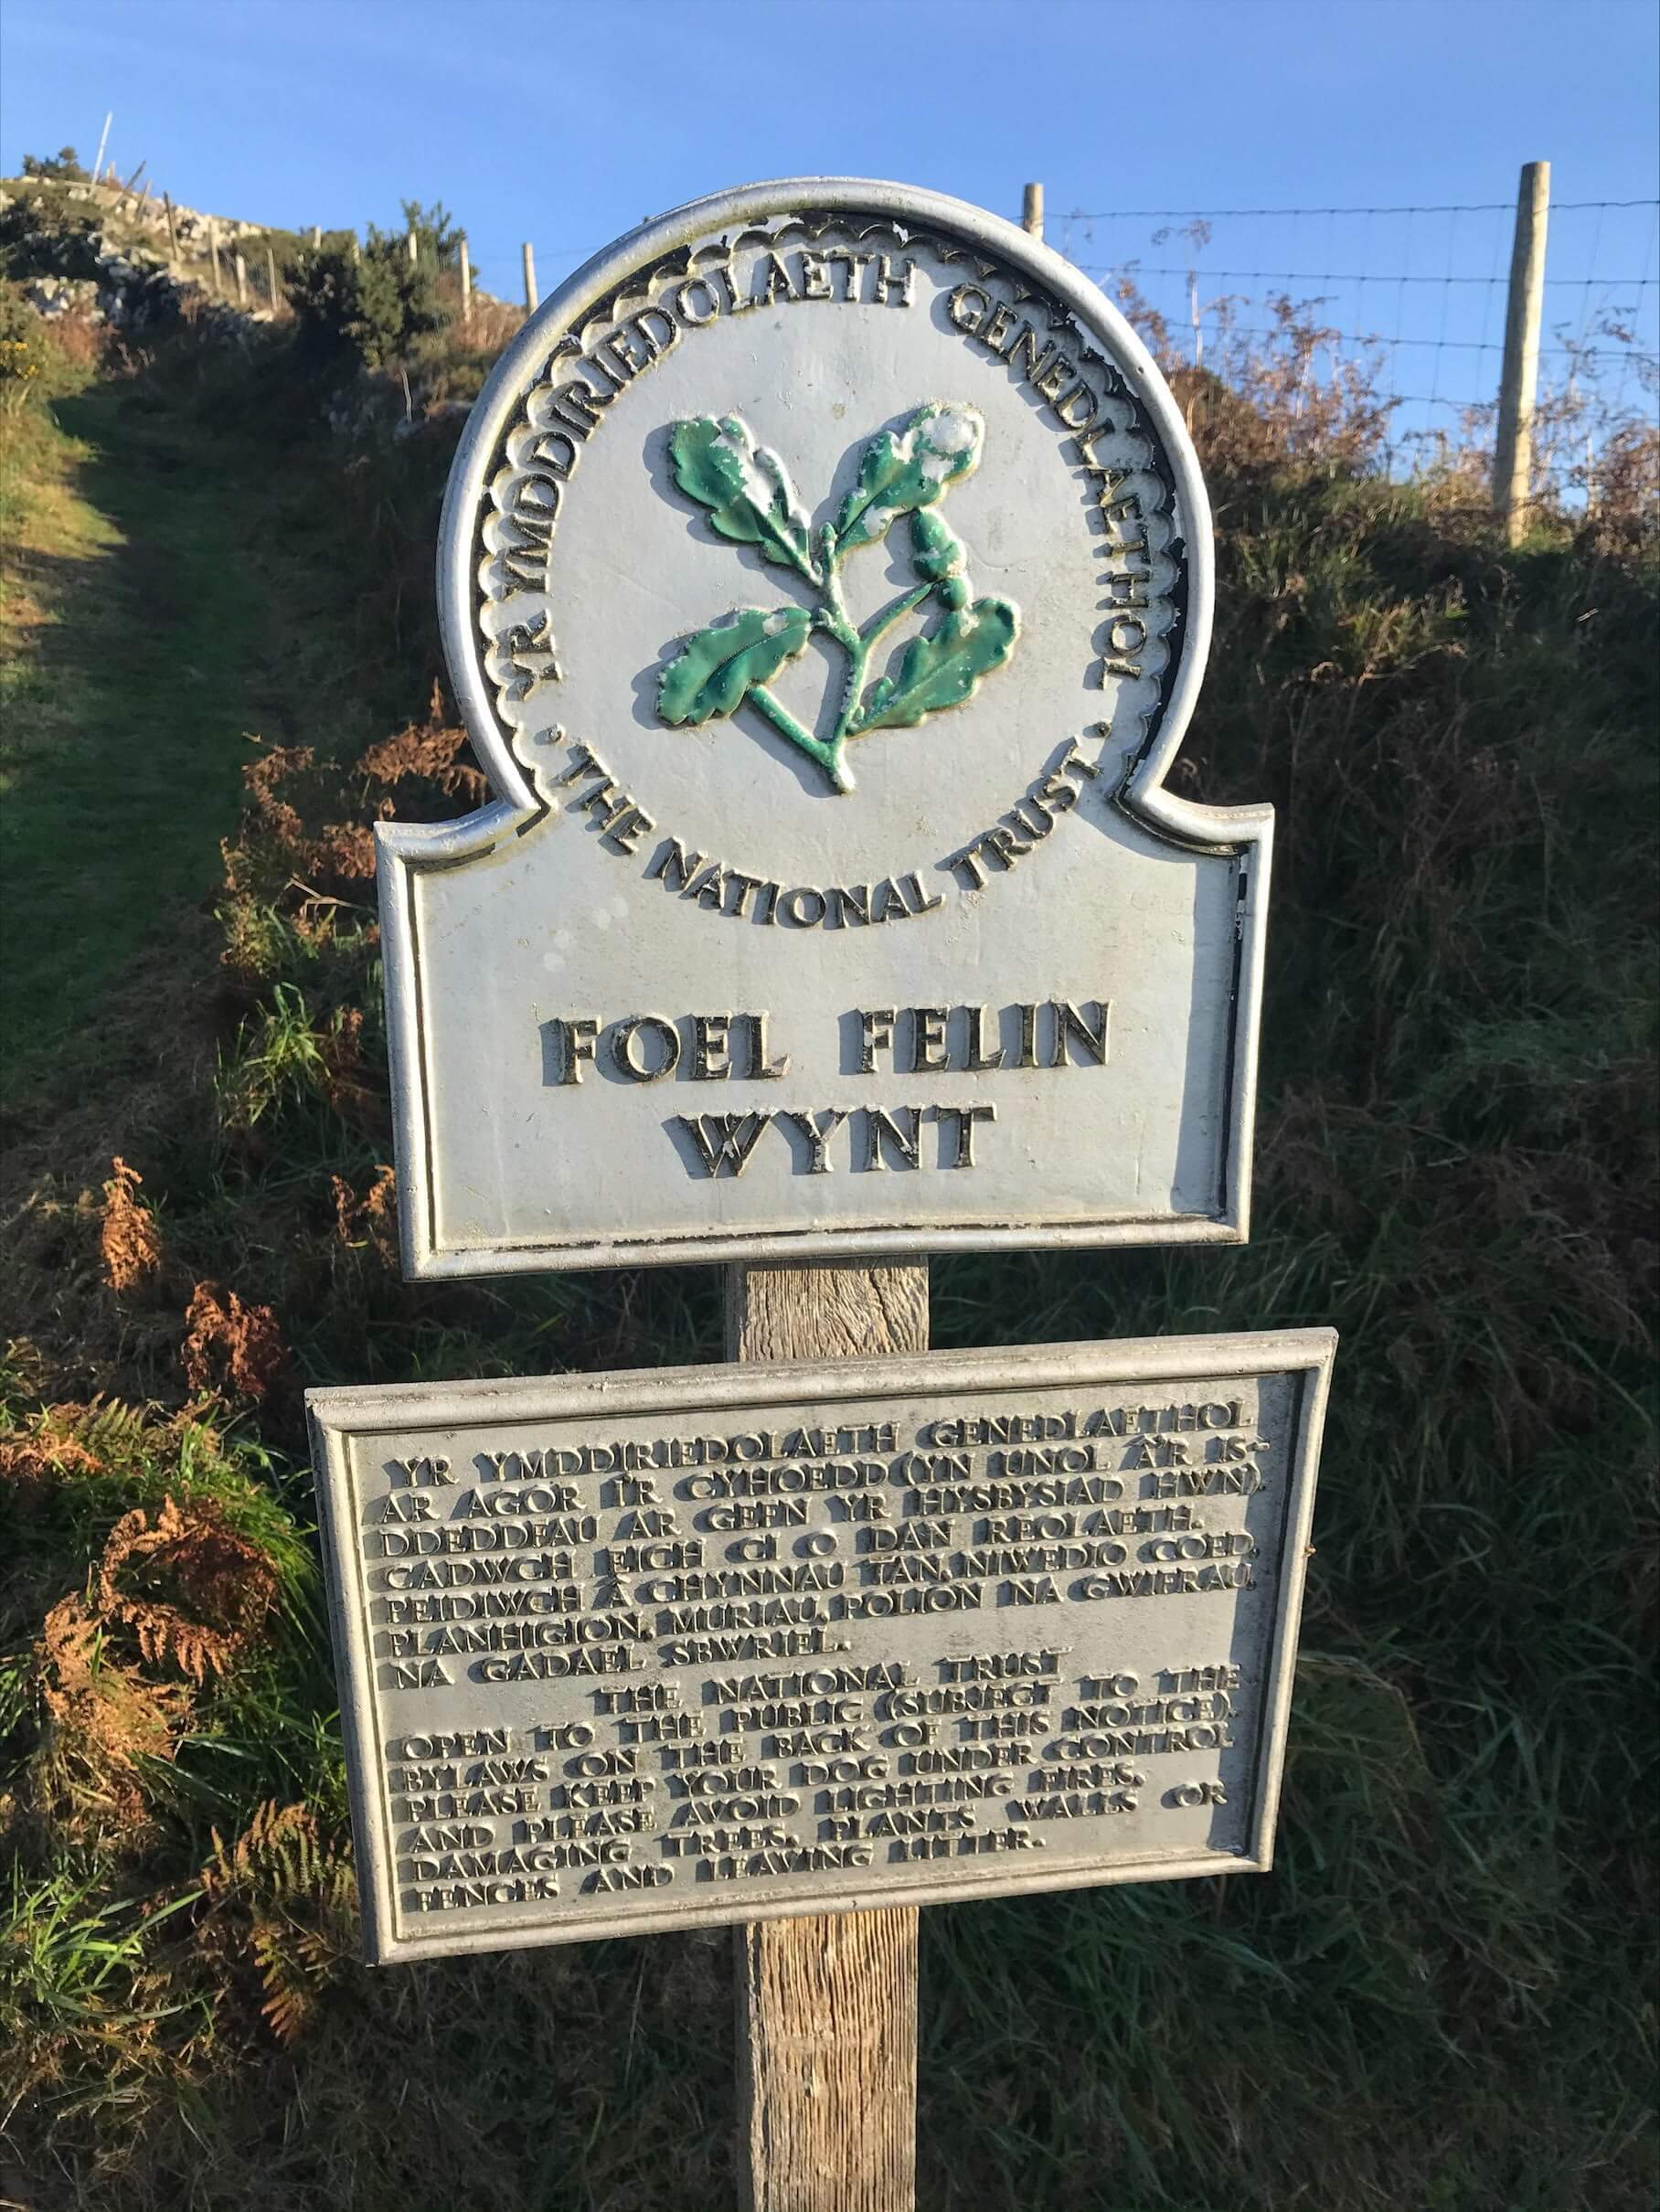 YR YMDDIRIEDOLAETH GENEDLAETHOL
· THE NATIONAL TRUST ·
FOEL FELIN
WYNT
YR YMDDIRIEDOLAETH GENEDLAETHOL
AR AGOR I'R CYHOEDD (YN UNOL Â'R IS-
DDEDDFAU AR GEFN YR HYSBYSIAD HWN).
CADWCH EICH CI O DAN REOLAETH.
PEIDIWCH Â CHYNNAU TAN, NIWEDIO COED,
PLANHIGION, MURIAU, POLION NA GWIFRAU,
NA GADAEL SBWRIEL.
THE NATIONAL TRUST
OPEN TO THE PUBLIC (SUBJECT TO THE
BYLAWS ON THE BACK OF THIS NOTICE).
PLEASE KEEP YOUR DOG UNDER CONTROL
AND PLEASE AVOID LIGHTING FIRES,
DAMAGING TREES, PLANTS WALLS OR
FENCES AND LEAVING LITTER.